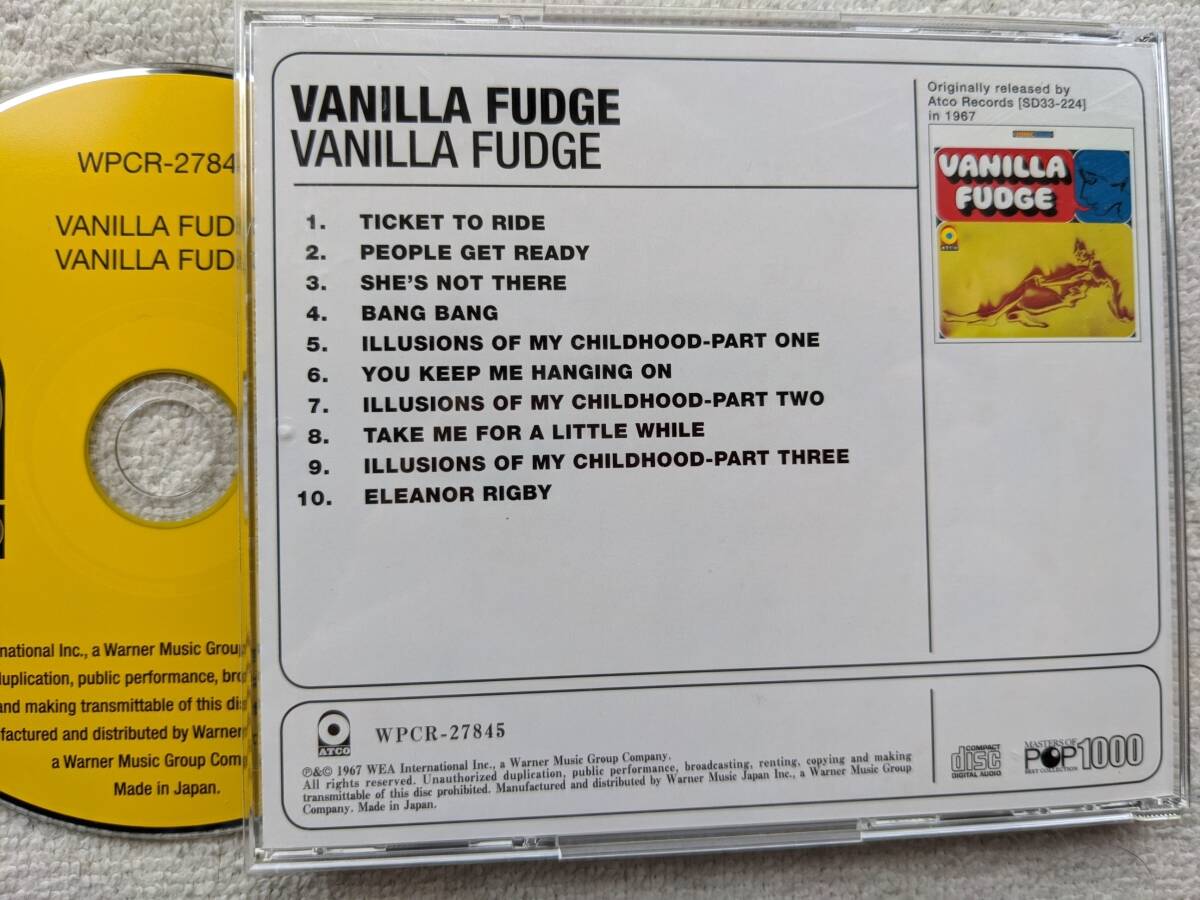 WPCR-2784
VANILLA FUD
VANILLA FUD
national Inc., a Warner Music Grou
duplication, public performance, bro
and making transmittable of this di
factured and distributed by Warner
a Warner Music Group Com
Made in Japan.
VANILLA FUDGE
VANILLA FUDGE
1. TICKET TO RIDE
2. PEOPLE GET READY
3. SHE'S NOT THERE
4. BANG BANG
5. ILLUSIONS OF MY CHILDHOOD-PART ONE
6. YOU KEEP ME HANGING ON
7. ILLUSIONS OF MY CHILDHOOD-PART TWO
8. TAKE ME FOR A LITTLE WHILE
9. ILLUSIONS OF MY CHILDHOOD-PART THREE
10. ELEANOR RIGBY
Originally released by
Atco Records [SD33-224]
in 1967
VANILLA
FUDGE
ATCO
ATCO
WPCR-27845
℗&© 1967 WEA International Inc., a Warner Music Group Company.
All rights reserved. Unauthorized duplication, public performance, broadcasting, renting, copying and making
transmittable of this disc prohibited. Manufactured and distributed by Warner Music Japan Inc., a Warner Music Group
Company. Made in Japan.
COMPACT
disc
DIGITAL AUDIO
MASTERS OF
POP 1000
BEST COLLECTION